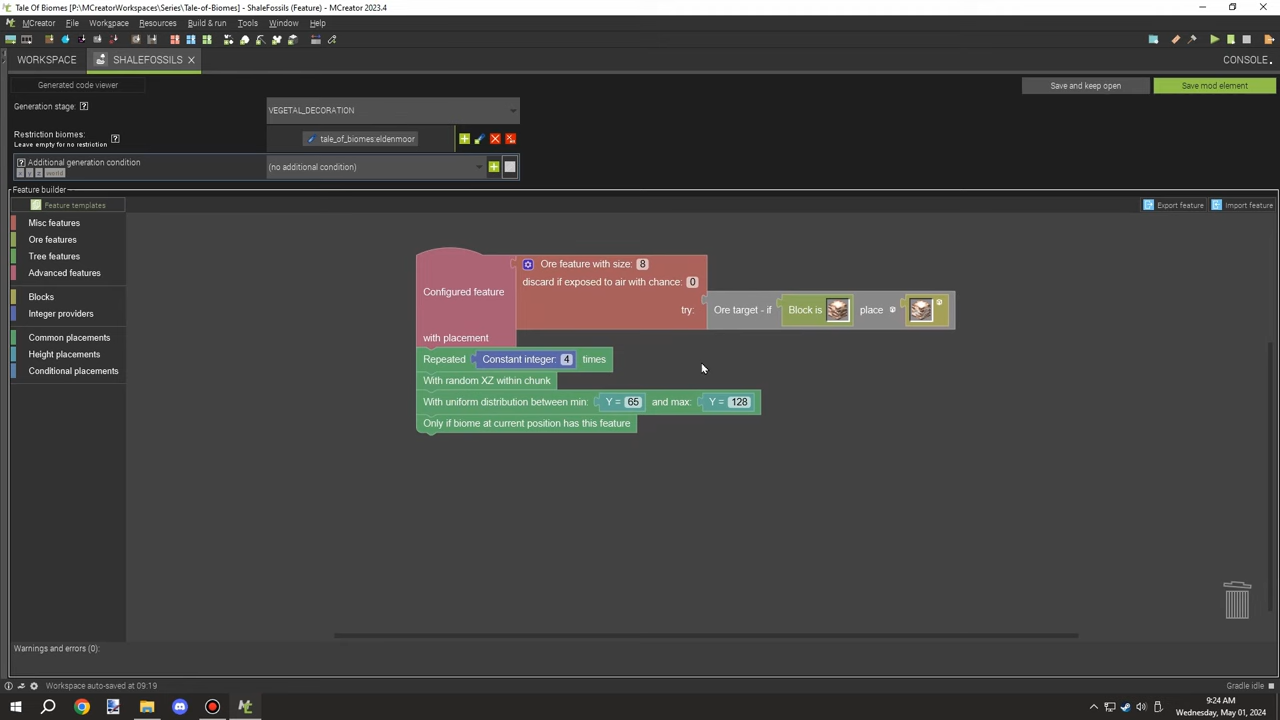 Tale Of Biomes [P:\MCreatorWorkspaces\Series\Tale-of-Biomes] - ShaleFossils (Feature) - MCreator 2023.4
MCreator File Workspace Resources Build & run Tools Window Help
WORKSPACE SHALEFOSSILS CONSOLE
Generated code viewer Save and keep open Save mod element
Generation stage: ? VEGETAL_DECORATION
Restriction biomes: ? tale_of_biomes:eldenmoor
Leave empty for no restriction
? Additional generation condition (no additional condition)
x y z world
Feature builder
Feature templates Export feature Import feature
Misc features
Ore features
Tree features
Advanced features
Blocks
Integer providers
Common placements
Height placements
Conditional placements
Ore feature with size: 8
discard if exposed to air with chance: 0
Configured feature
try: Ore target - if Block is place
with placement
Repeated Constant integer: 4 times
With random XZ within chunk
With uniform distribution between min: Y = 65 and max: Y = 128
Only if biome at current position has this feature
Warnings and errors (0):
Workspace auto-saved at 09:19 Gradle idle
9:24 AM
Wednesday, May 01, 2024